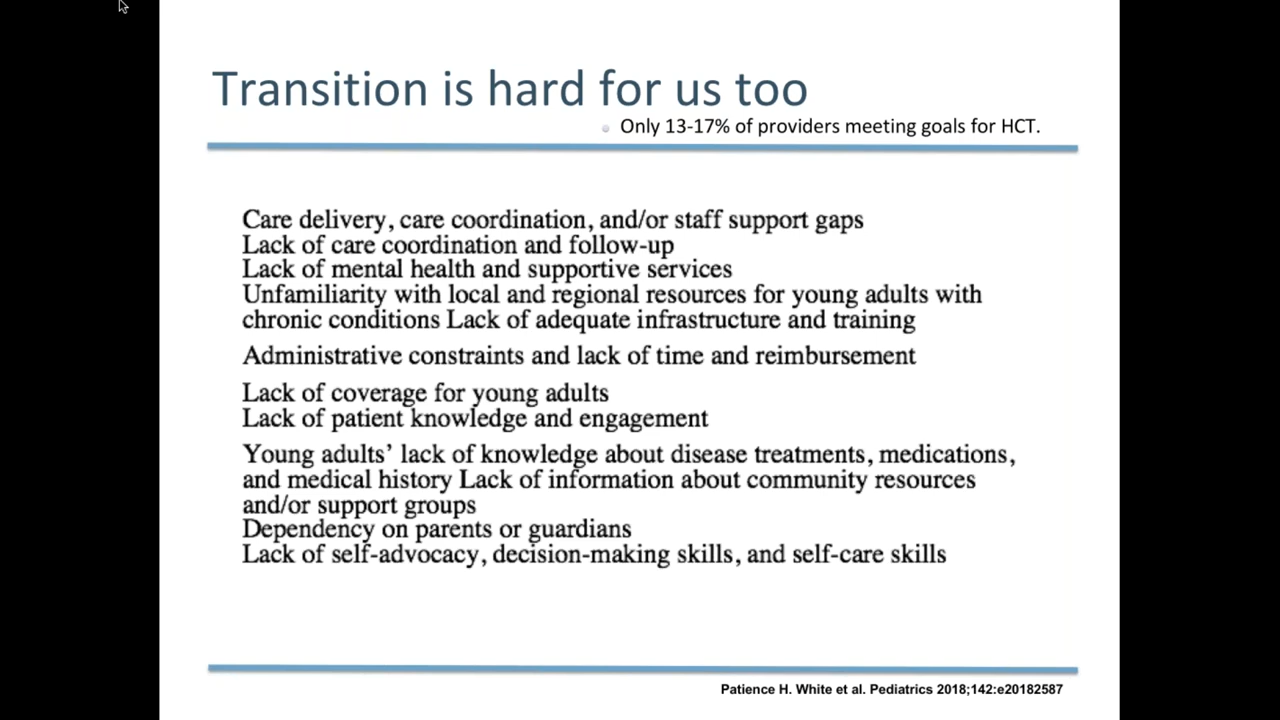 Transition is hard for us too
Only 13-17% of providers meeting goals for HCT.
Care delivery, care coordination, and/or staff support gaps
Lack of care coordination and follow-up
Lack of mental health and supportive services
Unfamiliarity with local and regional resources for young adults with
chronic conditions Lack of adequate infrastructure and training
Administrative constraints and lack of time and reimbursement
Lack of coverage for young adults
Lack of patient knowledge and engagement
Young adults’ lack of knowledge about disease treatments, medications,
and medical history Lack of information about community resources
and/or support groups
Dependency on parents or guardians
Lack of self-advocacy, decision-making skills, and self-care skills
Patience H. White et al. Pediatrics 2018;142:e20182587